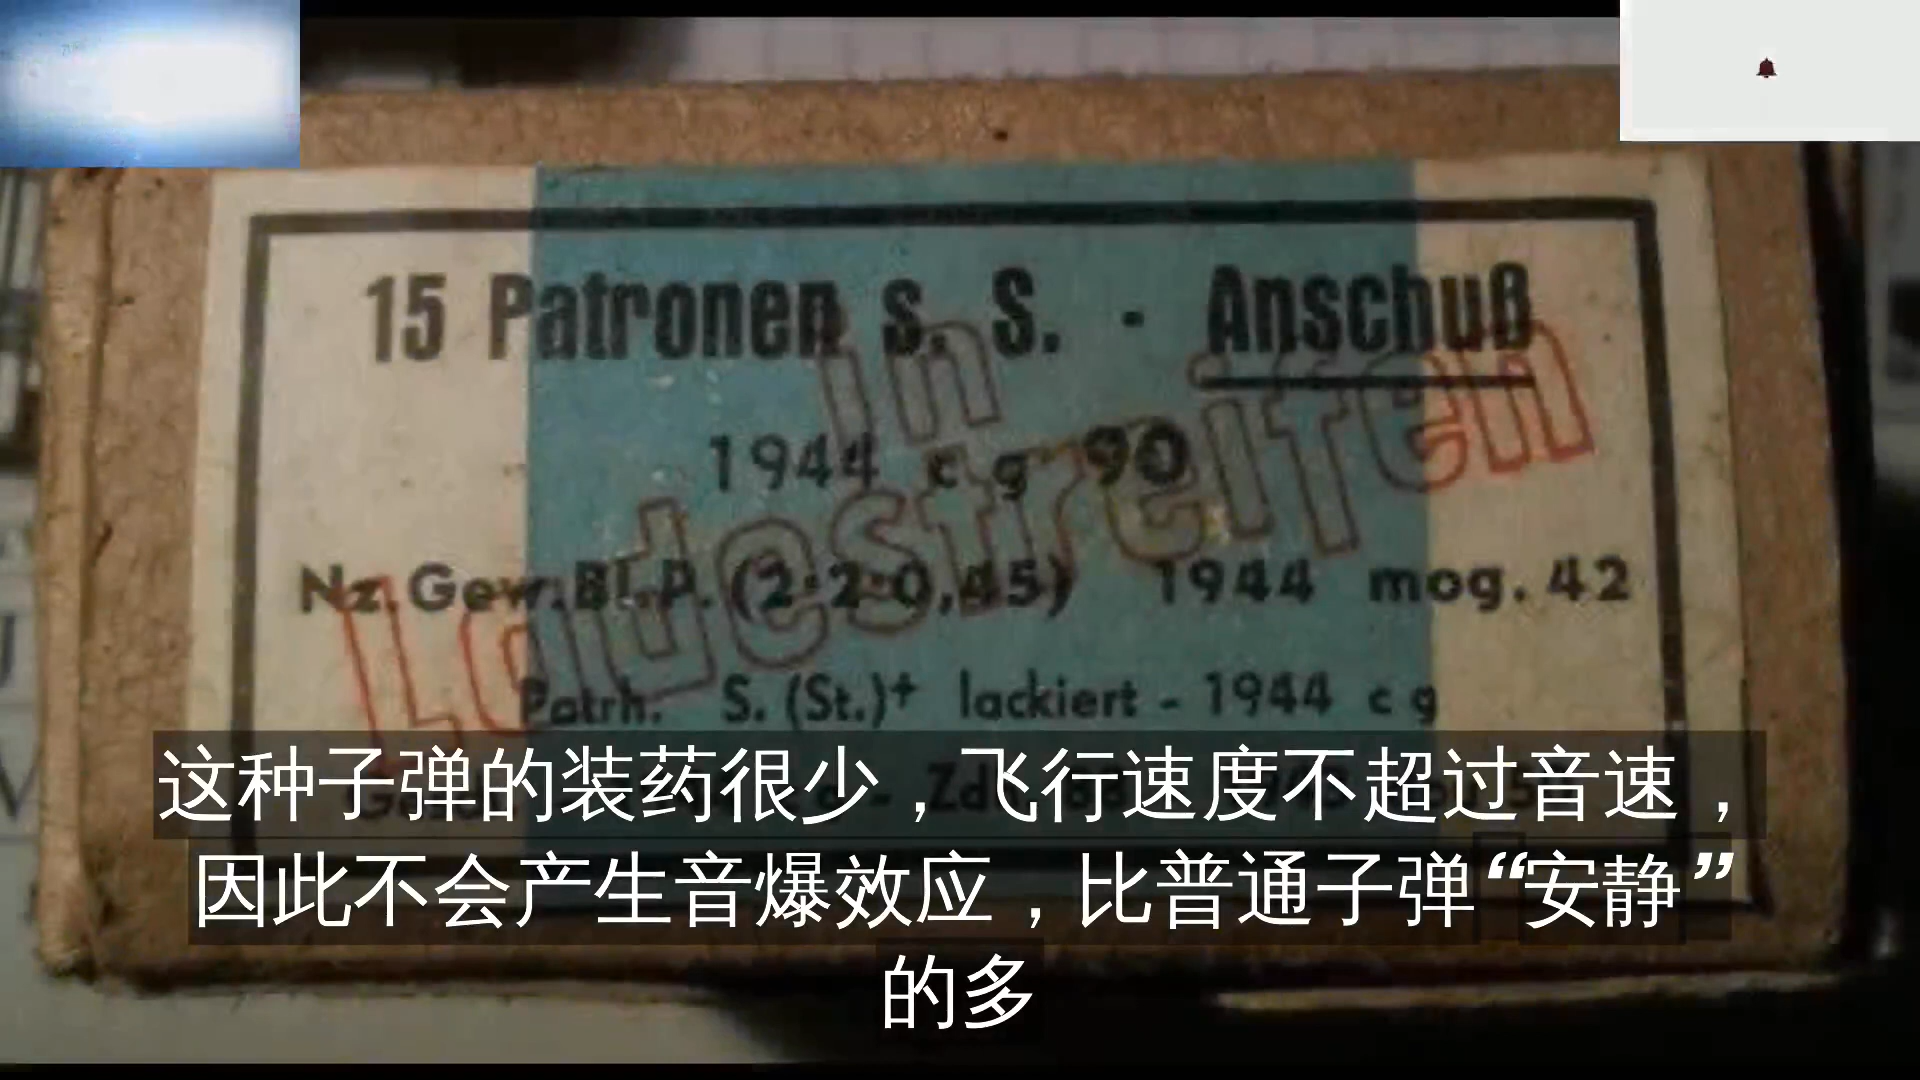 15 Patronen s. S. - Anschuß
in
Ladestreifen
1944 c g 90
Nz.Gew.Bl.P. (2·2·0,45) 1944 mog. 42
Patrh. S. (St.)+ lackiert - 1944 c g
这种子弹的装药很少，飞行速度不超过音速，
因此不会产生音爆效应，比普通子弹“安静”
的多